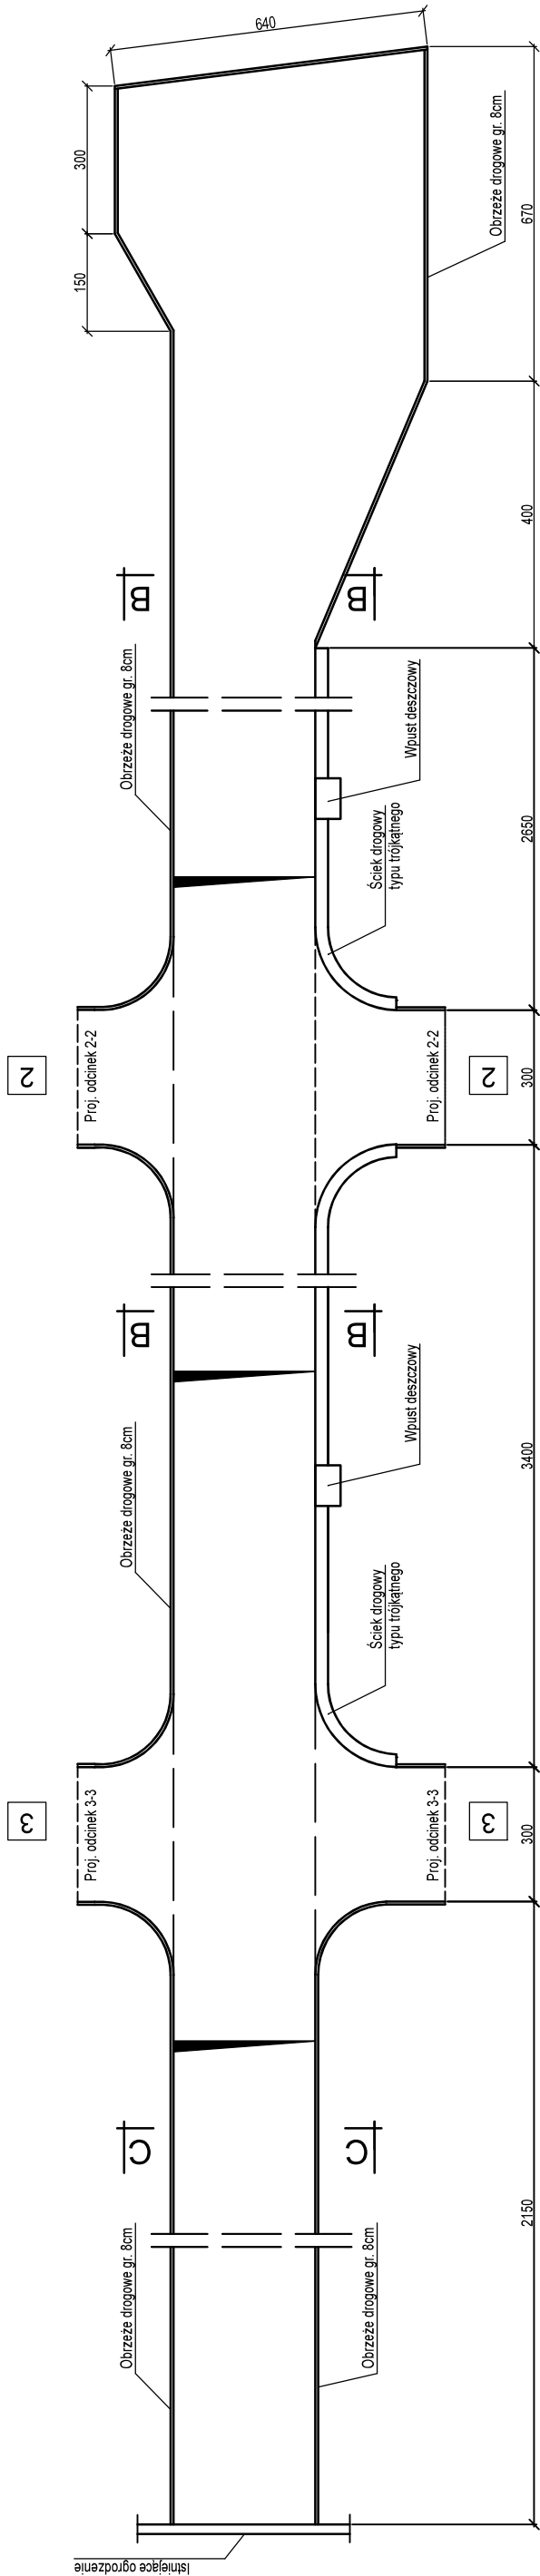 640
300
150
Obrzeże drogowe gr. 8cm
670
400
B
B
Obrzeże drogowe gr. 8cm
Wpust deszczowy
Ściek drogowy
typu trójkątnego
2650
2
Proj. odcinek 2-2
Proj. odcinek 2-2
2
300
B
B
Obrzeże drogowe gr. 8cm
Wpust deszczowy
Ściek drogowy
typu trójkątnego
3400
3
Proj. odcinek 3-3
Proj. odcinek 3-3
3
300
C
C
Obrzeże drogowe gr. 8cm
Obrzeże drogowe gr. 8cm
2150
Istniejące ogrodzenie